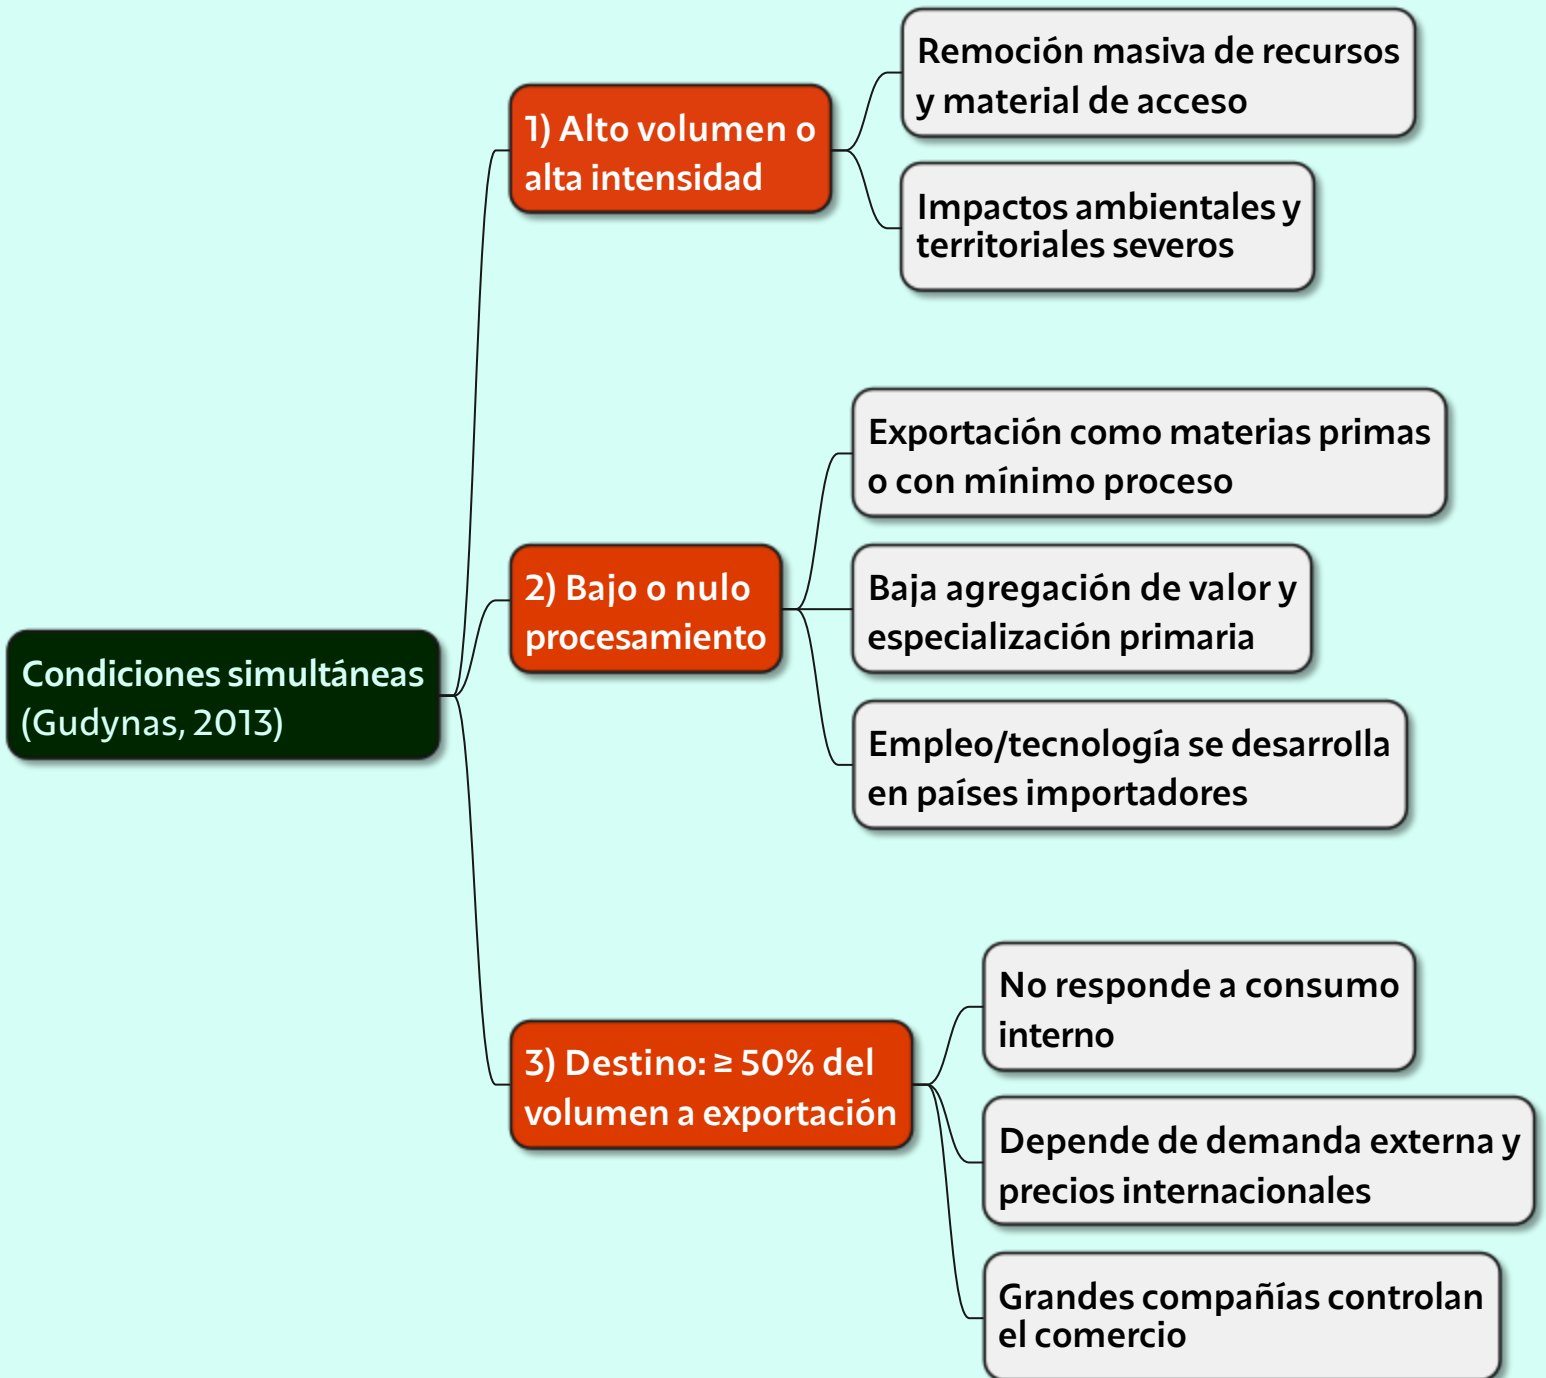 Condiciones simultáneas
(Gudynas, 2013)
1) Alto volumen o
alta intensidad
Remoción masiva de recursos
y material de acceso
Impactos ambientales y
territoriales severos
2) Bajo o nulo
procesamiento
Exportación como materias primas
o con mínimo proceso
Baja agregación de valor y
especialización primaria
Empleo/tecnología se desarrolla
en países importadores
3) Destino: ≥ 50% del
volumen a exportación
No responde a consumo
interno
Depende de demanda externa y
precios internacionales
Grandes compañías controlan
el comercio